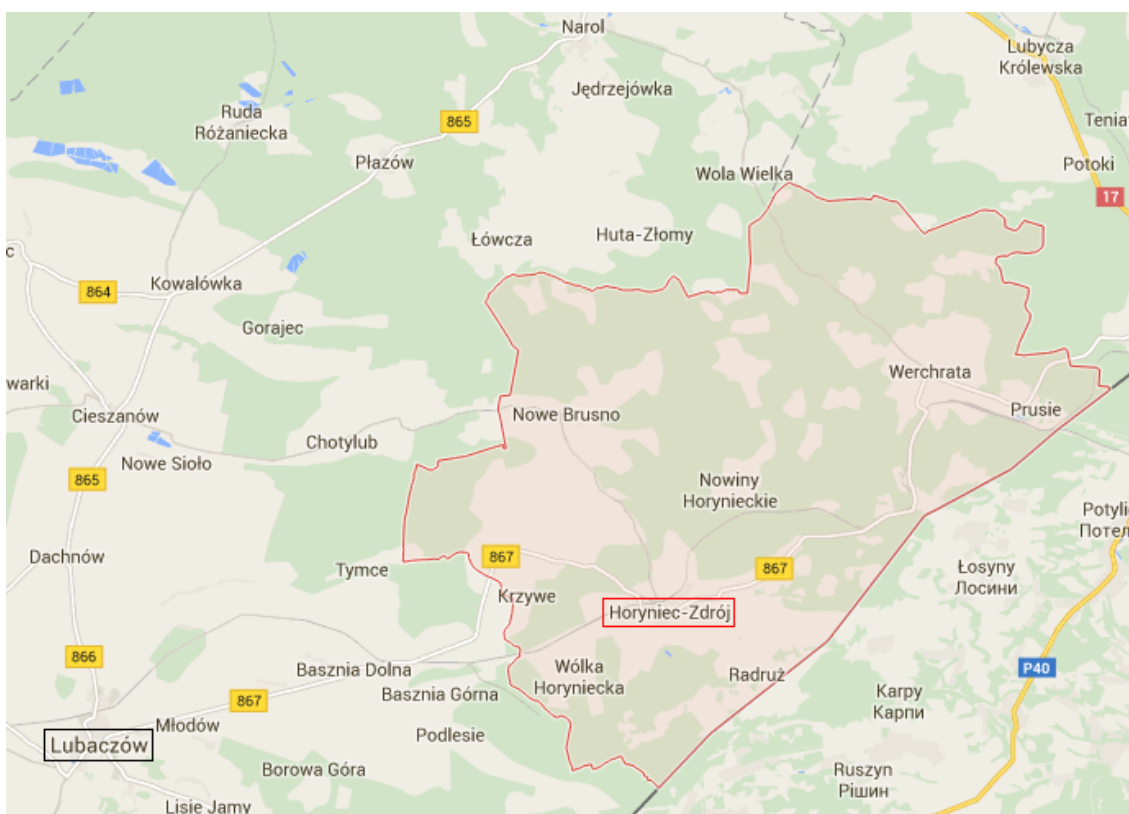 Narol
Lubycza
Królewska
Jędrzejówka
Ruda
Różaniecka
865
Teniat
Płazów
Potoki
Wola Wielka
17
Łówcza
Huta-Złomy
c
Kowalówka
864
Gorajec
Werchrata
warki
Cieszanów
Nowe Brusno
Prusie
Chotylub
Nowe Sioło
865
Nowiny
Horynieckie
Potylic
Потел
Dachnów
867
Tymce
867
Łosyny
Лосини
Krzywe
Horyniec-Zdrój
866
Basznia Dolna
Wólka
Horyniecka
Radruż
P40
867
Basznia Górna
Karpy
Карпи
Młodów
Podlesie
Lubaczów
Borowa Góra
Ruszyn
Рішин
Lisie Jamy